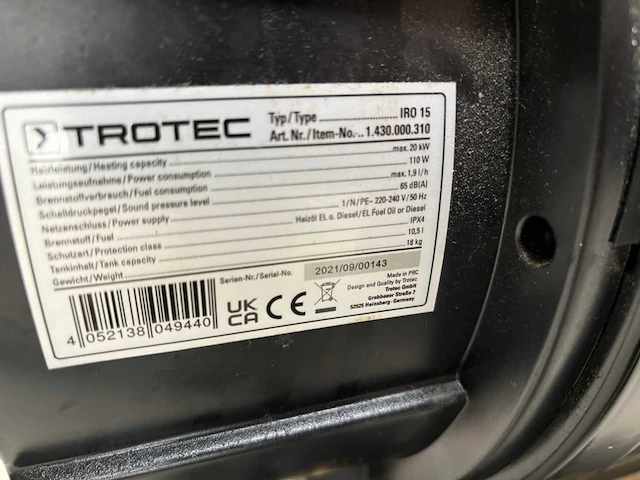 TROTEC
Typ/Type IRO 15
Art. Nr./Item-No. .. 1.430.000.310
Heizleistung/Heating capacity max. 20 kW
Leistungsaufnahme/Power consumption 110 W
Brennstoffverbrauch/Fuel consumption max. 1,9 l/h
Schalldruckpegel/Sound pressure level 65 dB(A)
Netzanschluss/Power supply 1/N/PE~ 220-240 V/50 Hz
Brennstoff/Fuel Heizöl EL o. Diesel/EL Fuel Oil or Diesel
Schutzart/Protection class IPX4
Tankinhalt/Tank capacity 10,5 l
Gewicht/Weight 18 kg
Serien-Nr./Serial-No. 2021/09/00143
Made in PRC
Design and Quality by Trotec
Trotec GmbH
Grebbener Straße 7
52525 Heinsberg-Germany
UK
CA
CE
4 052138 049440